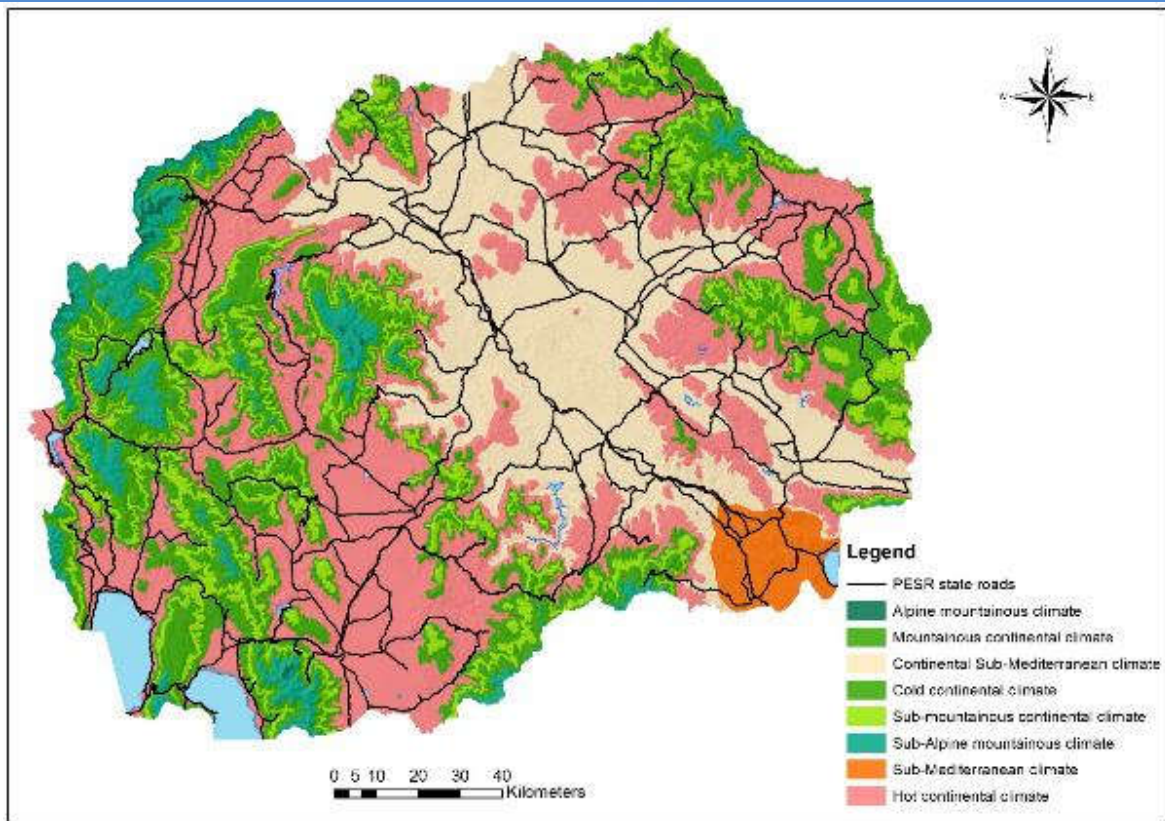 N
W
E
S
Legend
PESR state roads
Alpine mountainous climate
Mountainous continental climate
Continental Sub-Mediterranean climate
Cold continental climate
Sub-mountainous continental climate
Sub-Alpine mountainous climate
Sub-Mediterranean climate
Hot continental climate
0 5 10 20 30 40
Kilometers